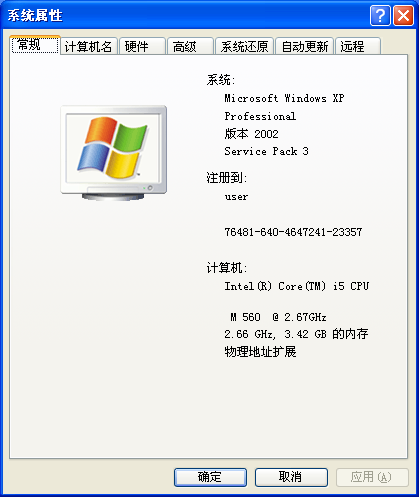 系统属性
常规 计算机名 硬件 高级 系统还原 自动更新 远程
系统:
Microsoft Windows XP
Professional
版本 2002
Service Pack 3
注册到:
user
76481-640-4647241-23357
计算机:
Intel(R) Core(TM) i5 CPU
M 560 @ 2.67GHz
2.66 GHz, 3.42 GB 的内存
物理地址扩展
确定 取消 应用(A)